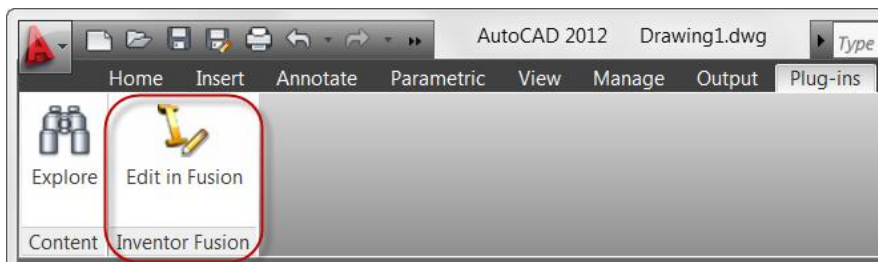 AutoCAD 2012 Drawing1.dwg Type
Home Insert Annotate Parametric View Manage Output Plug-ins
Explore Edit in Fusion
Content Inventor Fusion